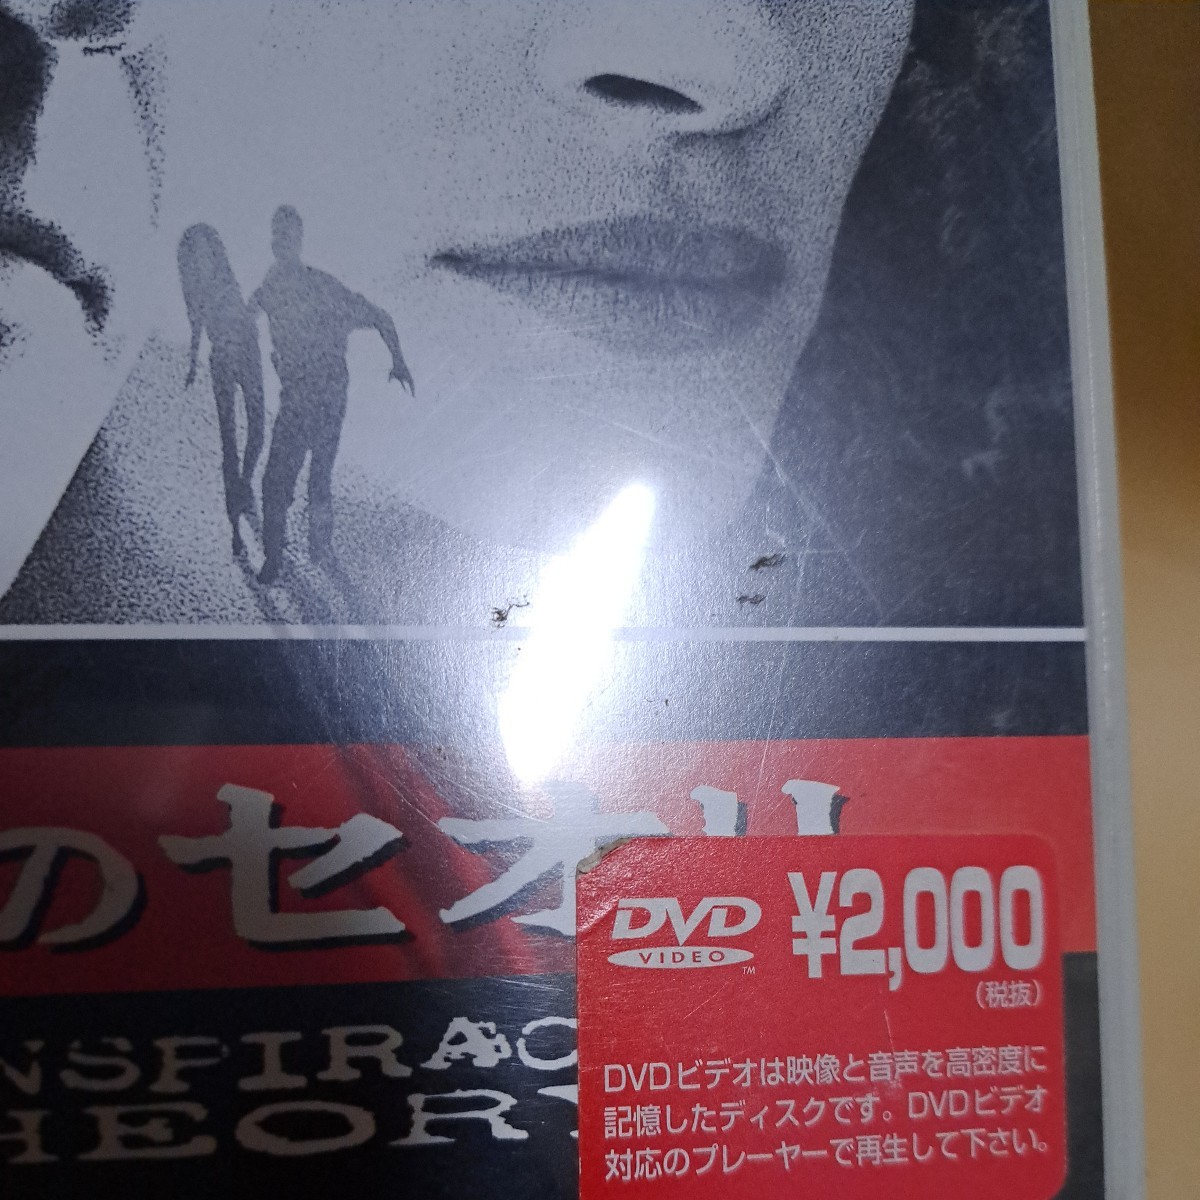 のセオリ
NSPIRAC
HEORY
DVD
VIDEO
TM
¥2,000
(税抜)
DVDビデオは映像と音声を高密度に
記憶したディスクです。DVDビデオ
対応のプレーヤーで再生して下さい。